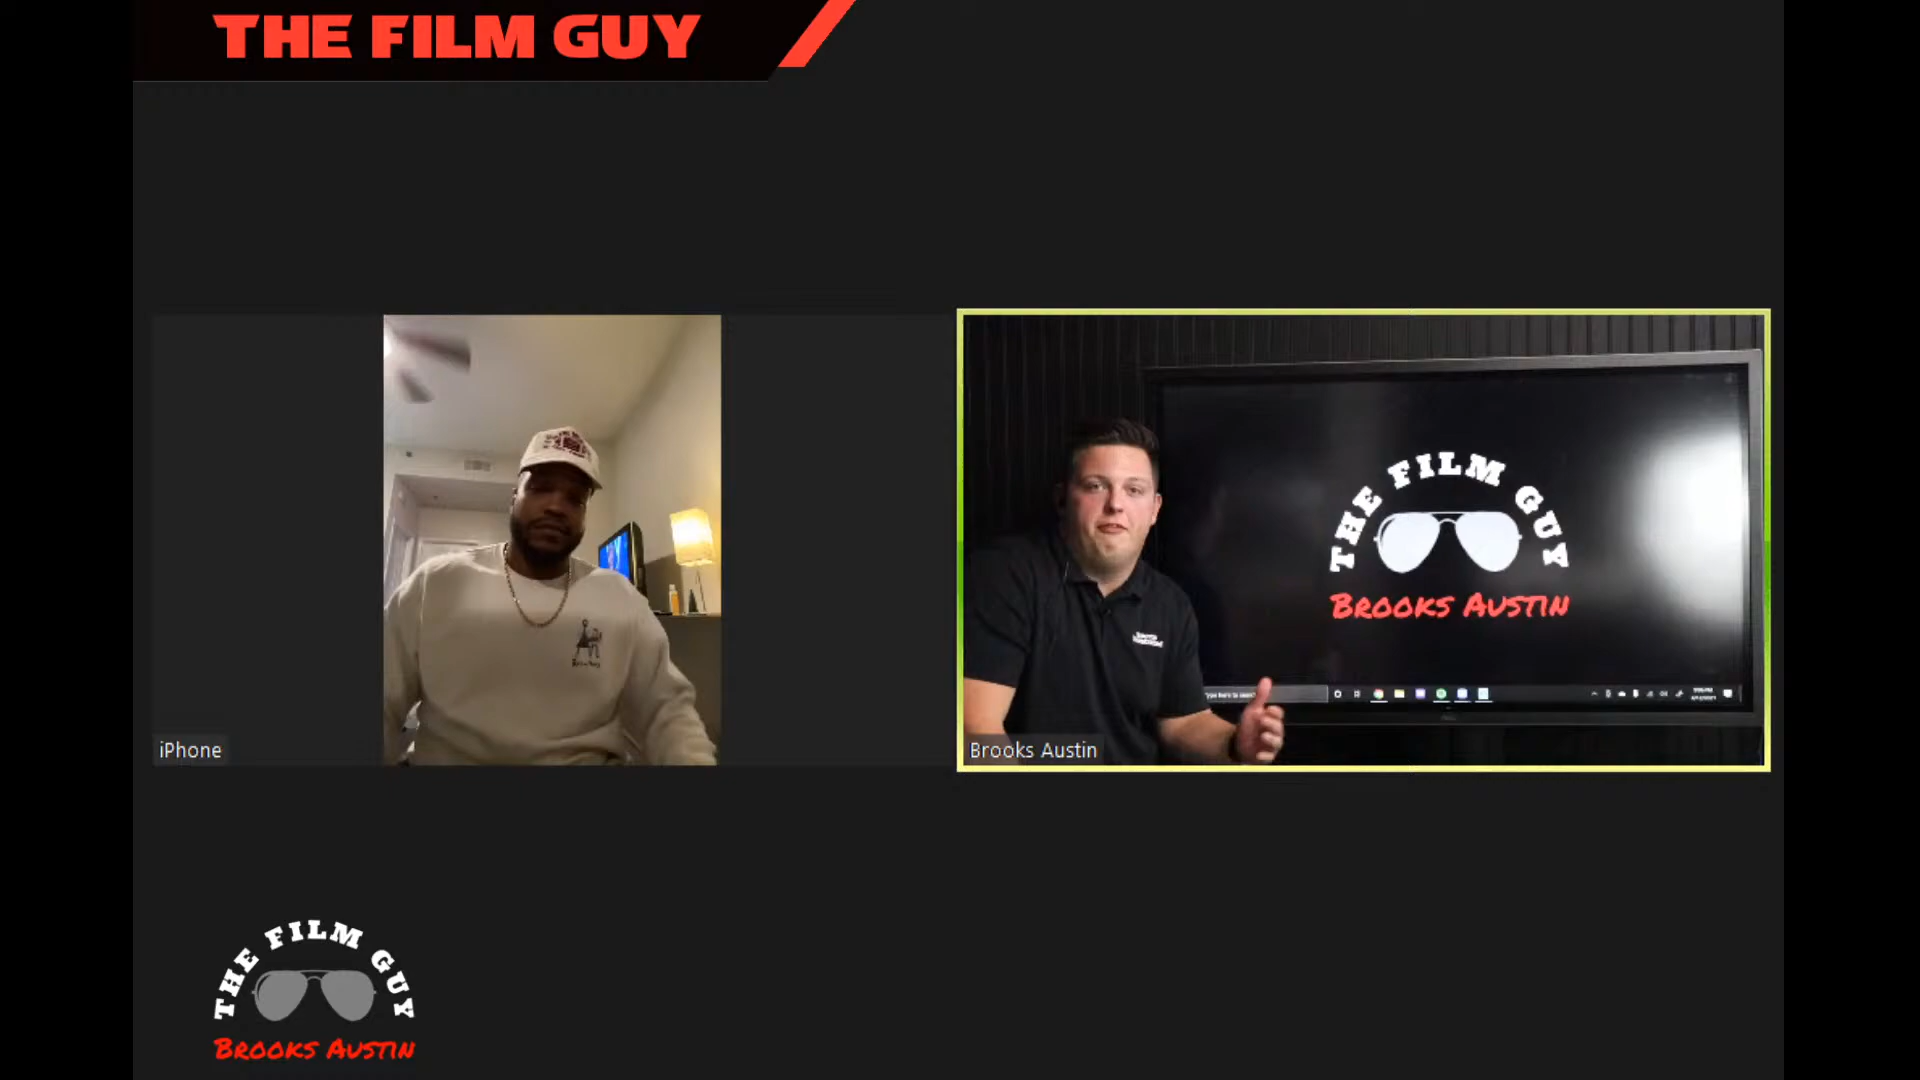 THE FILM GUY
THE FILM GUY
BROOKS AUSTIN
iPhone
Brooks Austin
THE FILM GUY
BROOKS AUSTIN